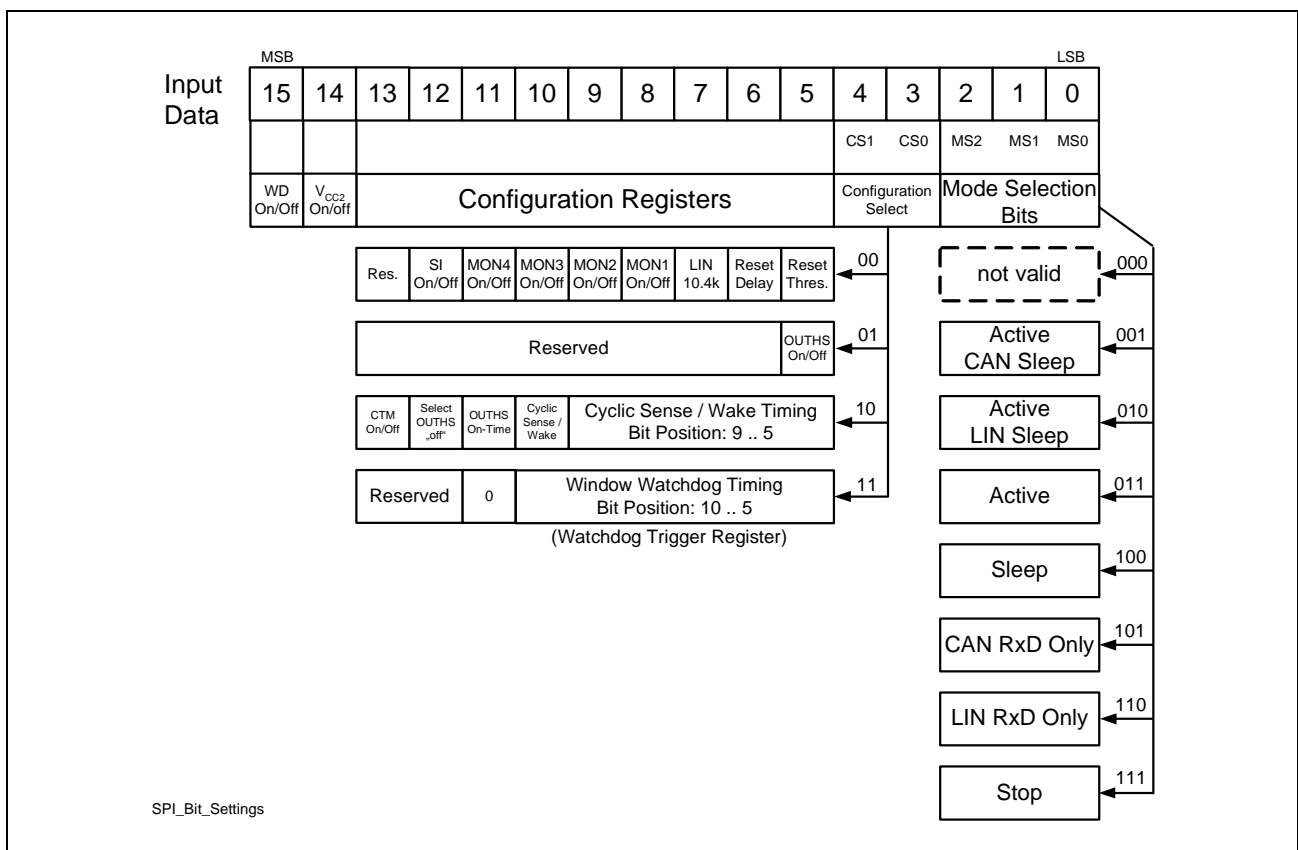 MSB LSB
Input
Data
15 14 13 12 11 10 9 8 7 6 5 4 3 2 1 0
CS1 CS0 MS2 MS1 MS0
WD
On/Off
VCC2
On/off
Configuration Registers
Configuration
Select
Mode Selection
Bits
Res.
SI
On/Off
MON4
On/Off
MON3
On/Off
MON2
On/Off
MON1
On/Off
LIN
10.4k
Reset
Delay
Reset
Thres.
00
not valid
000
Reserved
OUTHS
On/Off
01
Active
CAN Sleep
001
CTM
On/Off
Select
OUTHS
„off“
OUTHS
On-Time
Cyclic
Sense /
Wake
Cyclic Sense / Wake Timing
Bit Position: 9 .. 5
10
Active
LIN Sleep
010
Reserved
0
Window Watchdog Timing
Bit Position: 10 .. 5
11
(Watchdog Trigger Register)
Active
011
Sleep
100
CAN RxD Only
101
LIN RxD Only
110
Stop
111
SPI_Bit_Settings